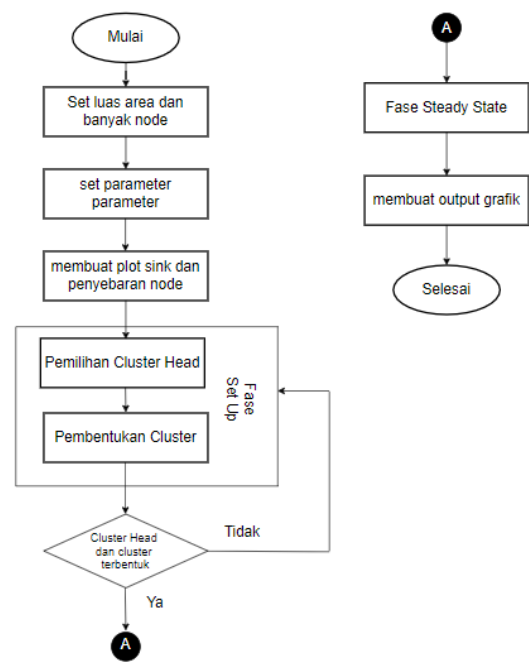 Mulai
Set luas area dan
banyak node
set parameter
parameter
membuat plot sink dan
penyebaran node
Pemilihan Cluster Head
Pembentukan Cluster
Fase
Set Up
Cluster Head
dan cluster
terbentuk
Tidak
Ya
A
A
Fase Steady State
membuat output grafik
Selesai